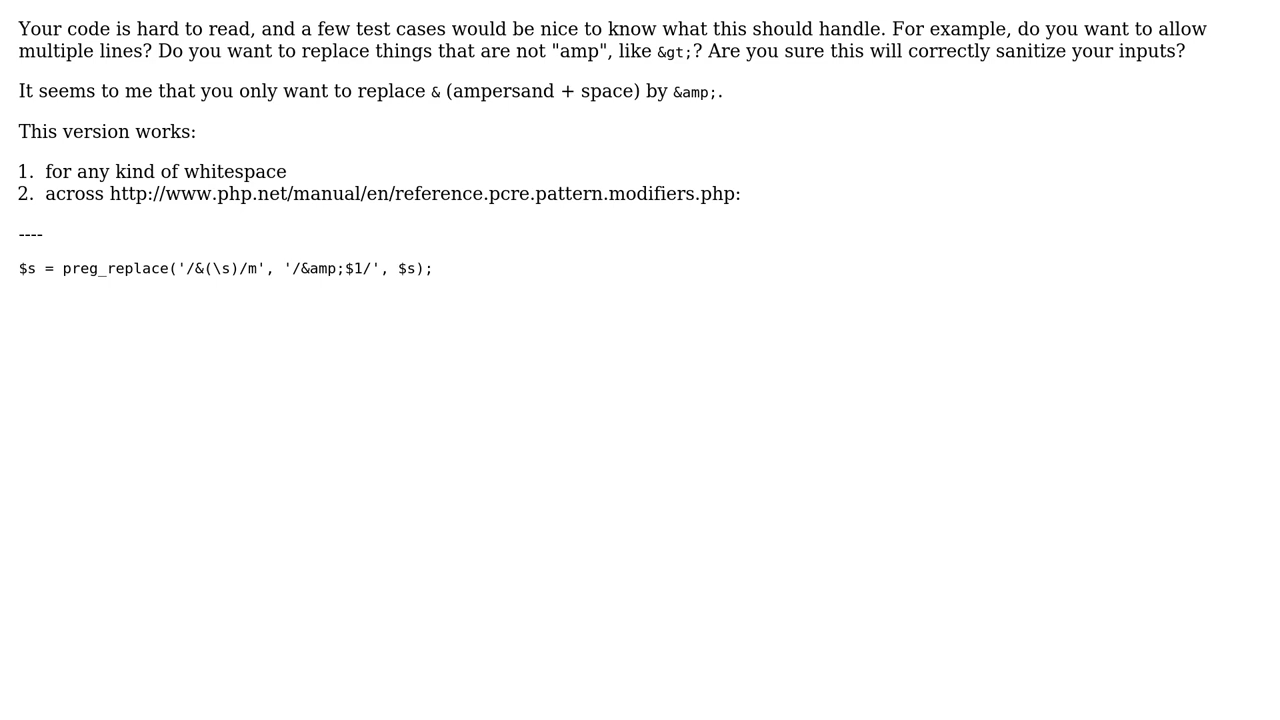 Your code is hard to read, and a few test cases would be nice to know what this should handle. For example, do you want to allow
multiple lines? Do you want to replace things that are not "amp", like &gt;? Are you sure this will correctly sanitize your inputs?
It seems to me that you only want to replace & (ampersand + space) by &amp;.
This version works:
1. for any kind of whitespace
2. across http://www.php.net/manual/en/reference.pcre.pattern.modifiers.php:
----
$s = preg_replace('/&(\s)/m', '/&amp;$1/', $s);